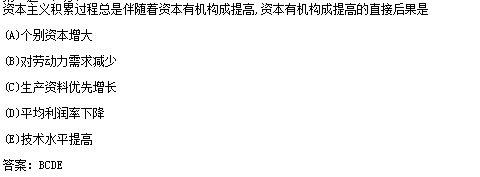 资本主义积累过程总是伴随着资本有机构成提高,资本有机构成提高的直接后果是
(A)个别资本增大
(B)对劳动力需求减少
(C)生产资料优先增长
(D)平均利润率下降
(E)技术水平提高
答案: BCDE